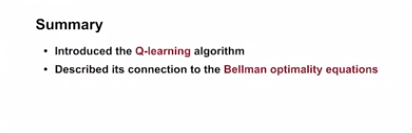 Summary
• Introduced the Q-learning algorithm
• Described its connection to the Bellman optimality equations